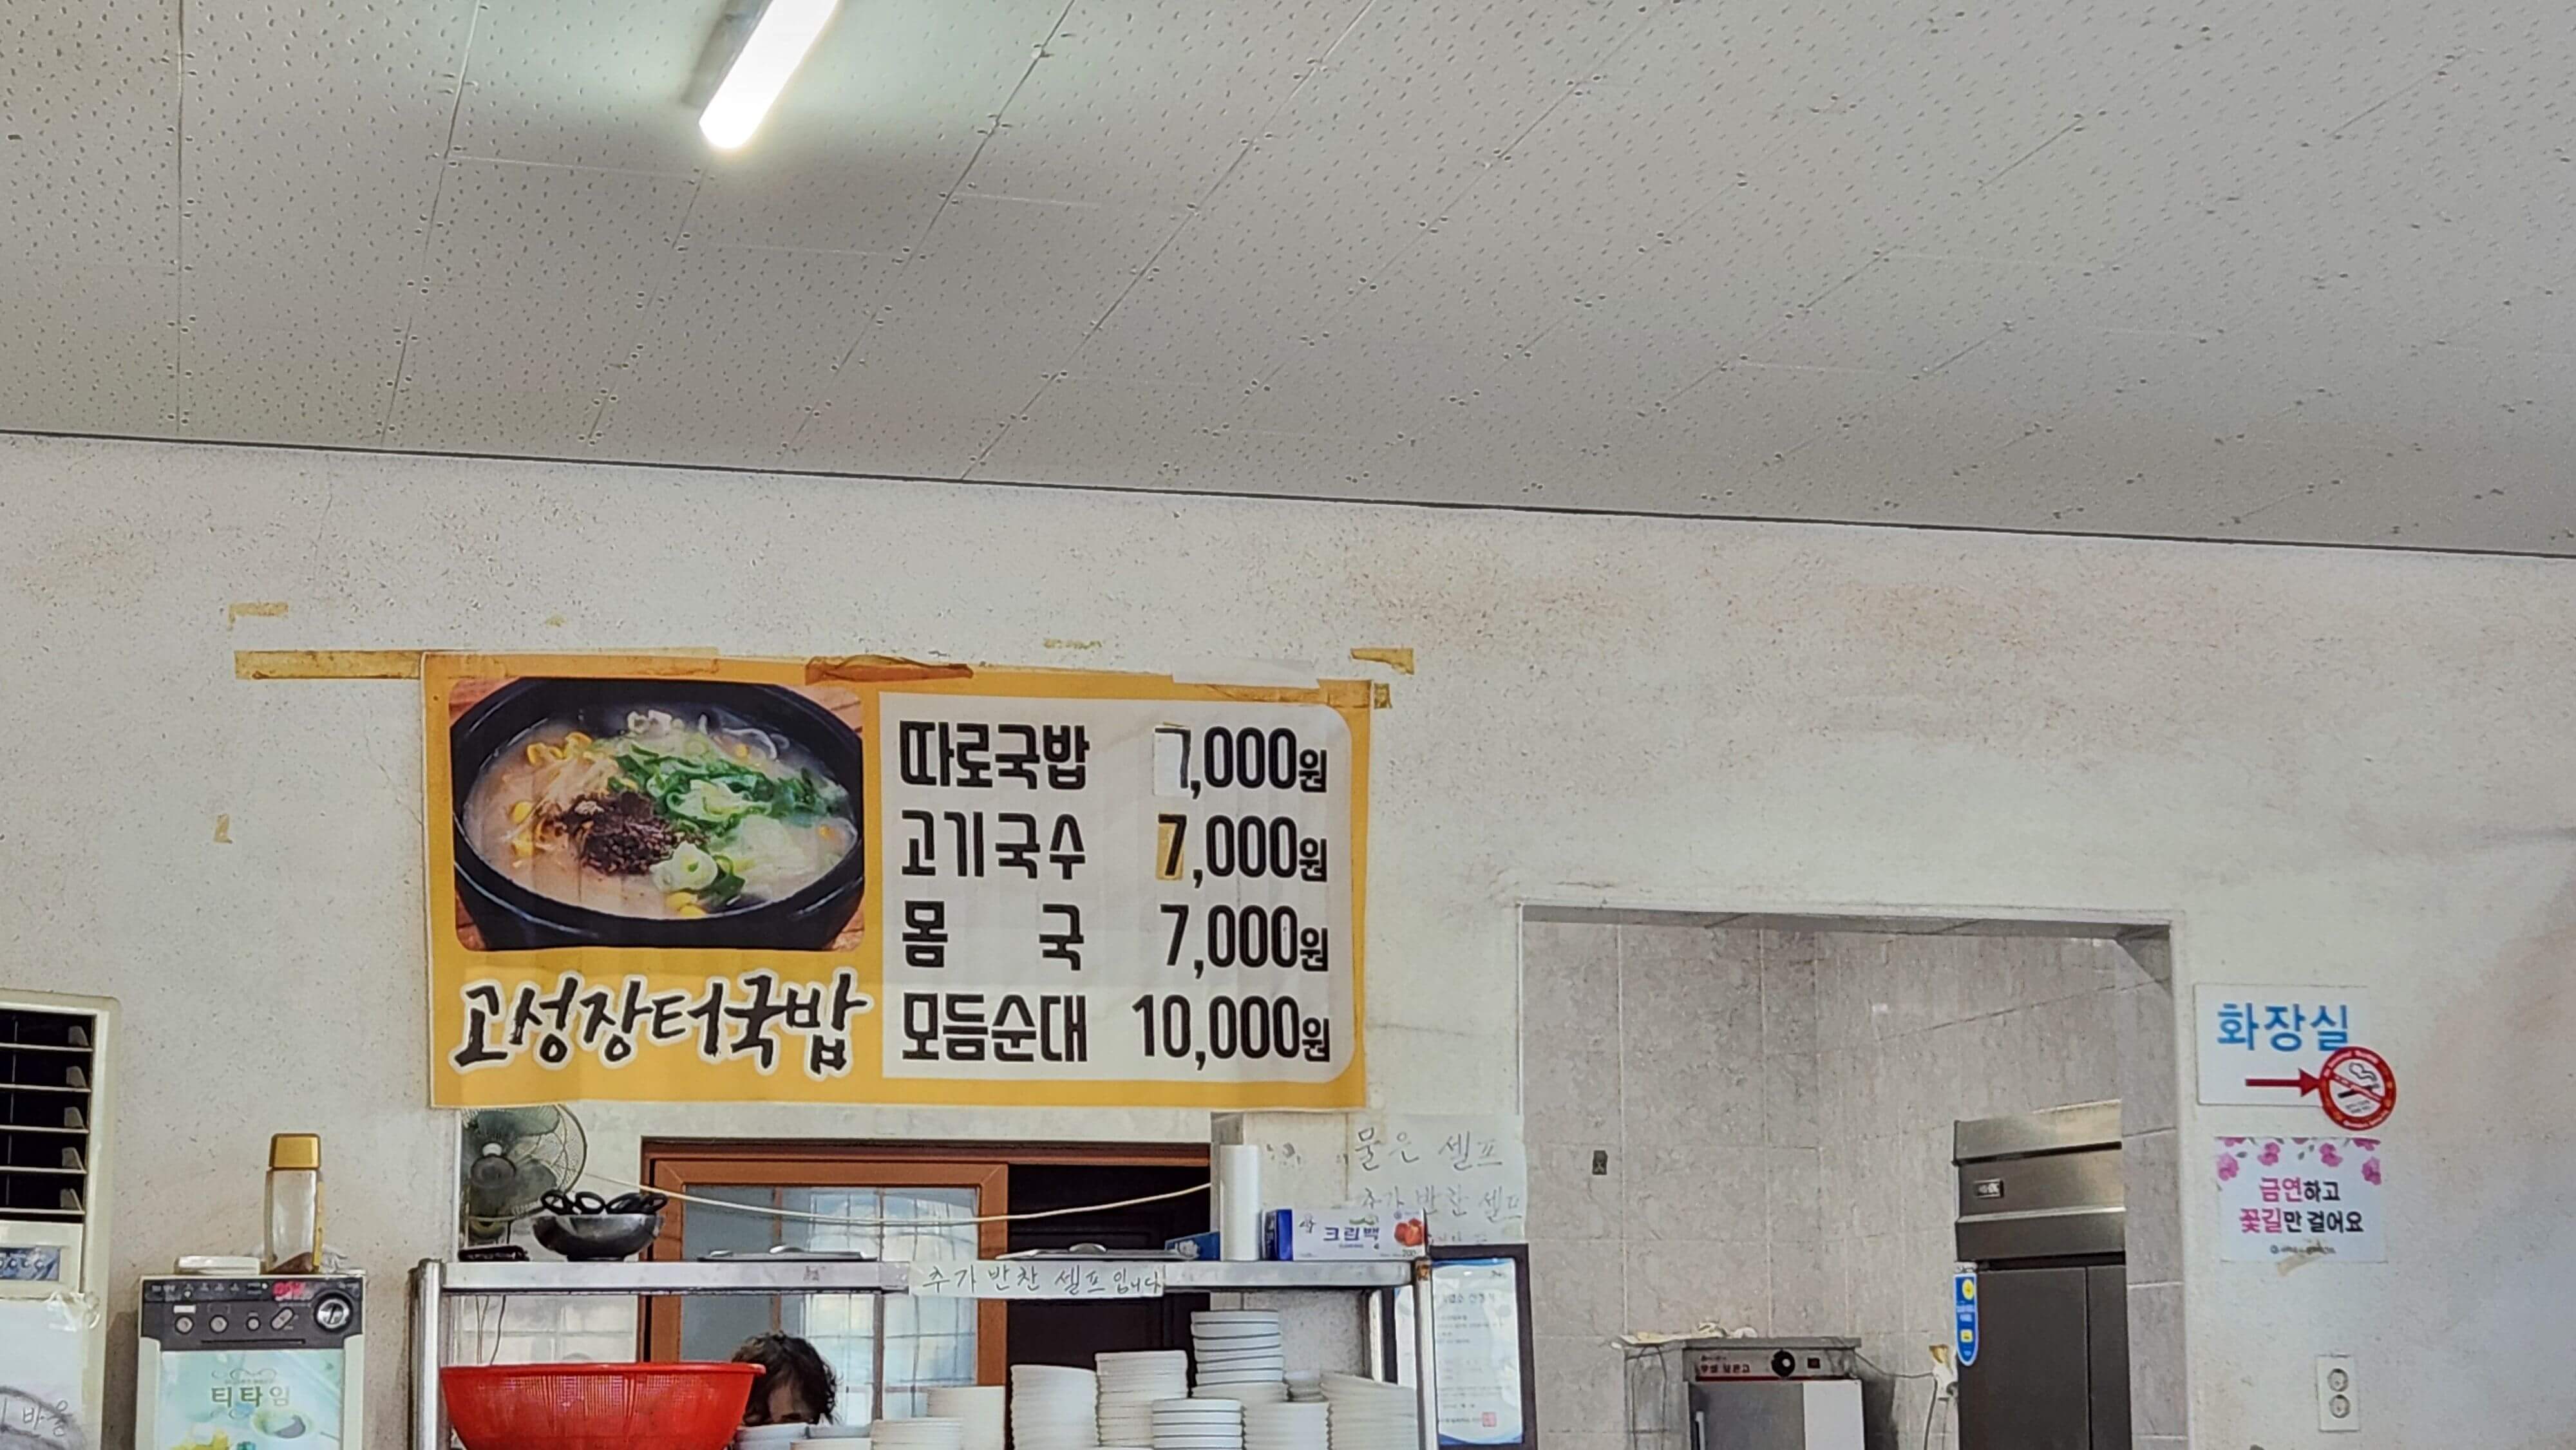 따로국밥 7,000원
고기국수 7,000원
몸 국 7,000원
모듬순대 10,000원
고성장터국밥
화장실
금연하고
꽃길만 걸어요
물은 셀프
추가 반찬 셀프
크린백
추가 반찬 셀프입니다
티타임